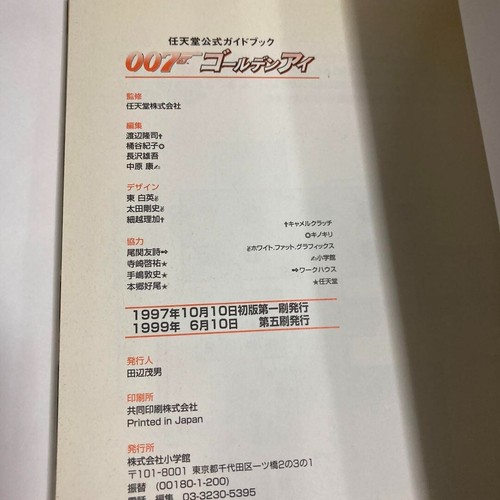 任天堂公式ガイドブック
007 ゴールデンアイ
監修
任天堂株式会社
編集
渡辺隆司✝
桶谷紀子✪
長沢雄吾
中原 康✍
デザイン
東 白英✌
太田剛史✌
細越理加✝
協力
尾関友詩➺
寺崎啓祐★
手嶋敦史★
本郷好尾★
✝キャメルクラッチ
✪キノキリ
✌ホワイト.ファット.グラフィックス
✍小学館
➺ワークハウス
★任天堂
1997年10月10日初版第一刷発行
1999年 6月10日 第五刷発行
発行人
田辺茂男
印刷所
共同印刷株式会社
Printed in Japan
発行所
株式会社小学館
〒101-8001 東京都千代田区一ツ橋2の3の1
振替 (00180-1-200)
電話 編集 03-3230-5395